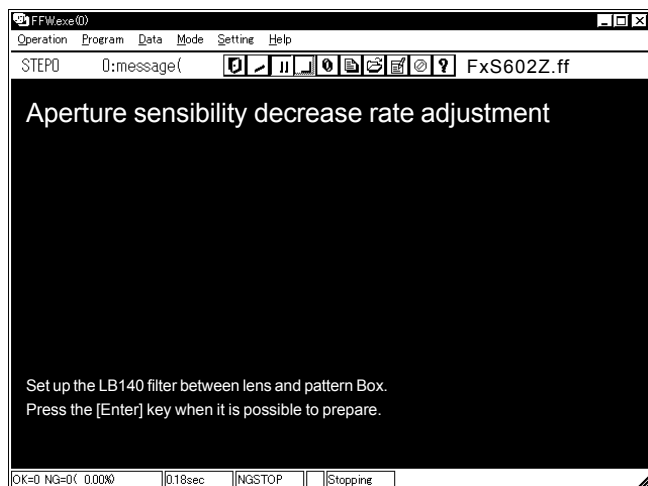 FFW.exe(0)
Operation Program Data Mode Setting Help
STEP0 0:message( FxS602Z.ff
Aperture sensibility decrease rate adjustment
Set up the LB140 filter between lens and pattern Box.
Press the [Enter] key when it is possible to prepare.
OK=0 NG=0( 0.00%) 0.18sec NGSTOP Stopping